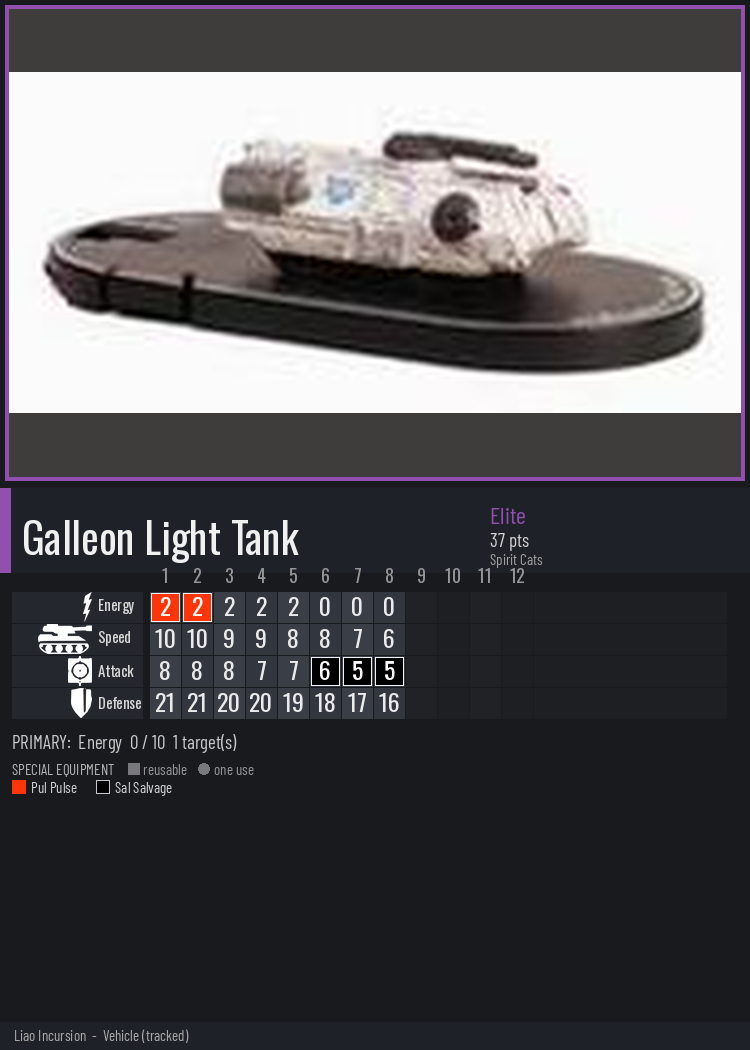 Galleon Light Tank
Elite
37 pts
Spirit Cats
1 2 3 4 5 6 7 8 9 10 11 12
Energy 2 2 2 2 2 0 0 0
Speed 10 10 9 9 8 8 7 6
Attack 8 8 8 7 7 6 5 5
Defense 21 21 20 20 19 18 17 16
PRIMARY: Energy 0 / 10 1 target(s)
SPECIAL EQUIPMENT reusable one use
Pul Pulse Sal Salvage
Liao Incursion - Vehicle (tracked)